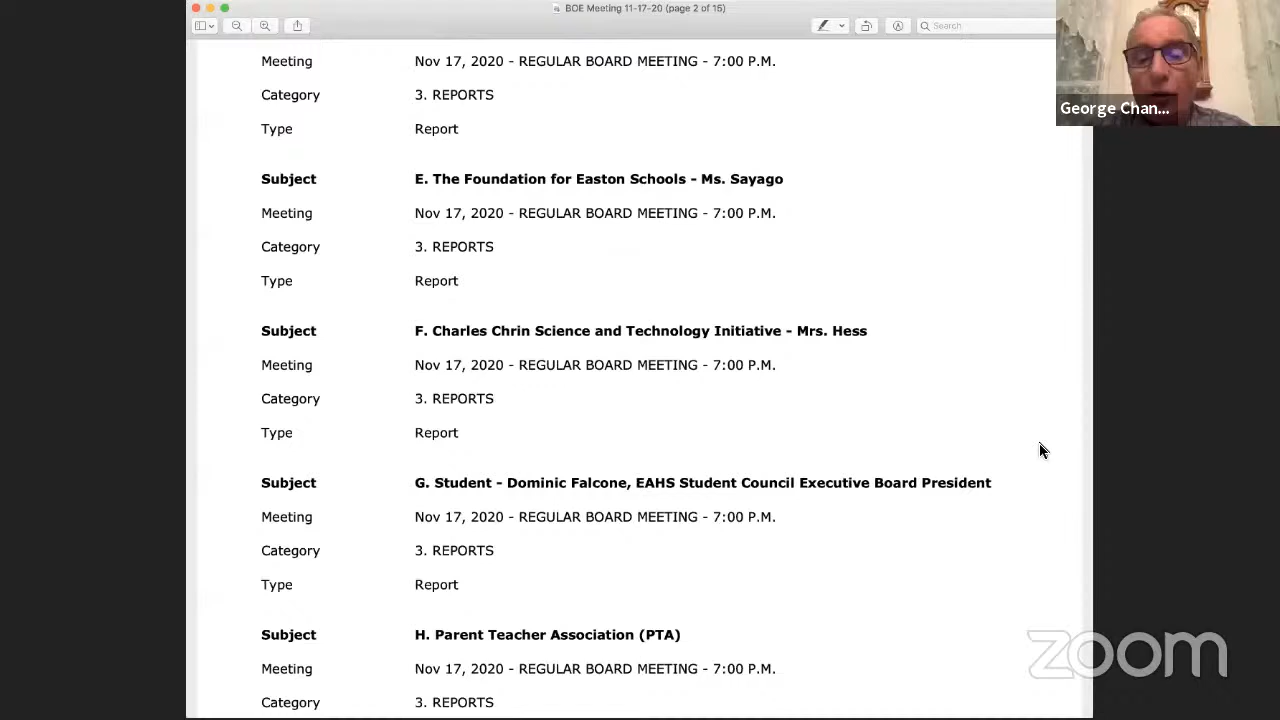 BOE Meeting 11-17-20 (page 2 of 15)
Search
George Chan...
Meeting Nov 17, 2020 - REGULAR BOARD MEETING - 7:00 P.M.
Category 3. REPORTS
Type Report
Subject E. The Foundation for Easton Schools - Ms. Sayago
Meeting Nov 17, 2020 - REGULAR BOARD MEETING - 7:00 P.M.
Category 3. REPORTS
Type Report
Subject F. Charles Chrin Science and Technology Initiative - Mrs. Hess
Meeting Nov 17, 2020 - REGULAR BOARD MEETING - 7:00 P.M.
Category 3. REPORTS
Type Report
Subject G. Student - Dominic Falcone, EAHS Student Council Executive Board President
Meeting Nov 17, 2020 - REGULAR BOARD MEETING - 7:00 P.M.
Category 3. REPORTS
Type Report
Subject H. Parent Teacher Association (PTA)
Meeting Nov 17, 2020 - REGULAR BOARD MEETING - 7:00 P.M.
Category 3. REPORTS
zoom